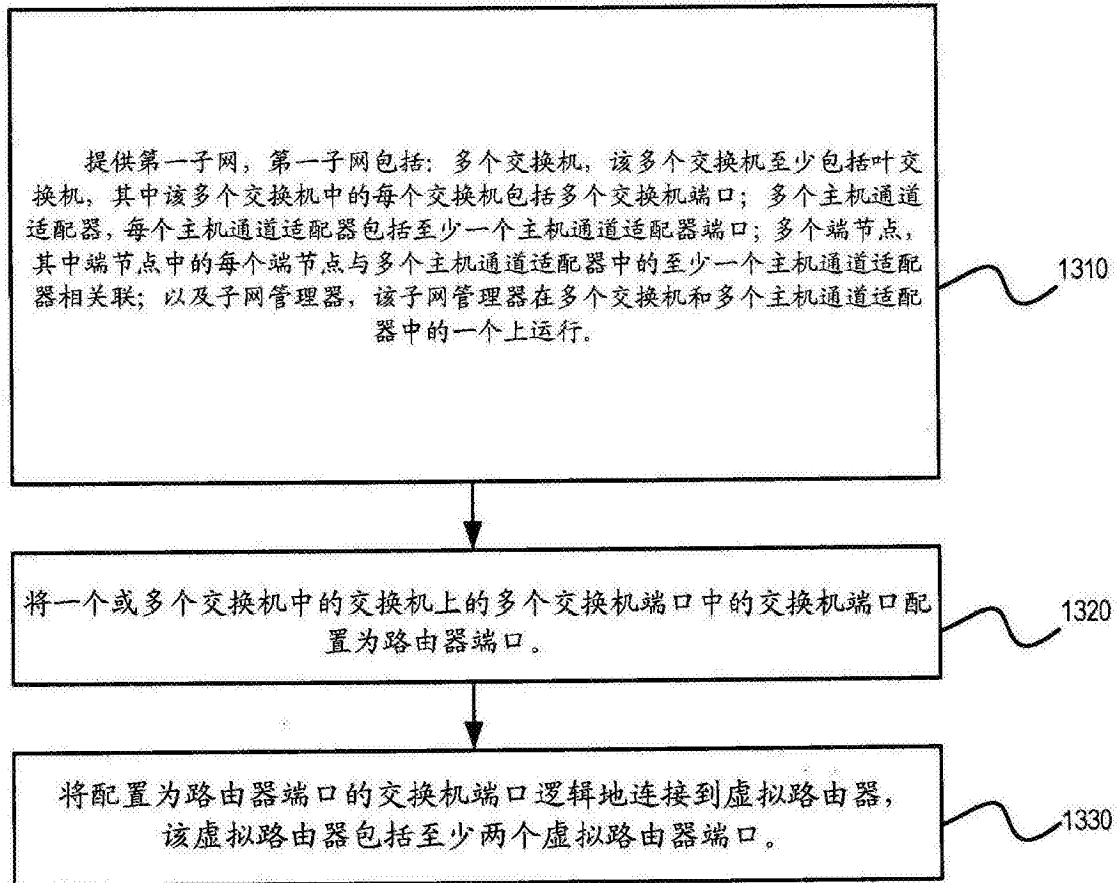 提供第一子网，第一子网包括：多个交换机，该多个交换机至少包括叶交
换机，其中该多个交换机中的每个交换机包括多个交换机端口；多个主机通道
适配器，每个主机通道适配器包括至少一个主机通道适配器端口；多个端节点，
其中端节点中的每个端节点与多个主机通道适配器中的至少一个主机通道适配
器相关联；以及子网管理器，该子网管理器在多个交换机和多个主机通道适配
器中的一个上运行。
1310
将一个或多个交换机中的交换机上的多个交换机端口中的交换机端口配
置为路由器端口。
1320
将配置为路由器端口的交换机端口逻辑地连接到虚拟路由器，
该虚拟路由器包括至少两个虚拟路由器端口。
1330